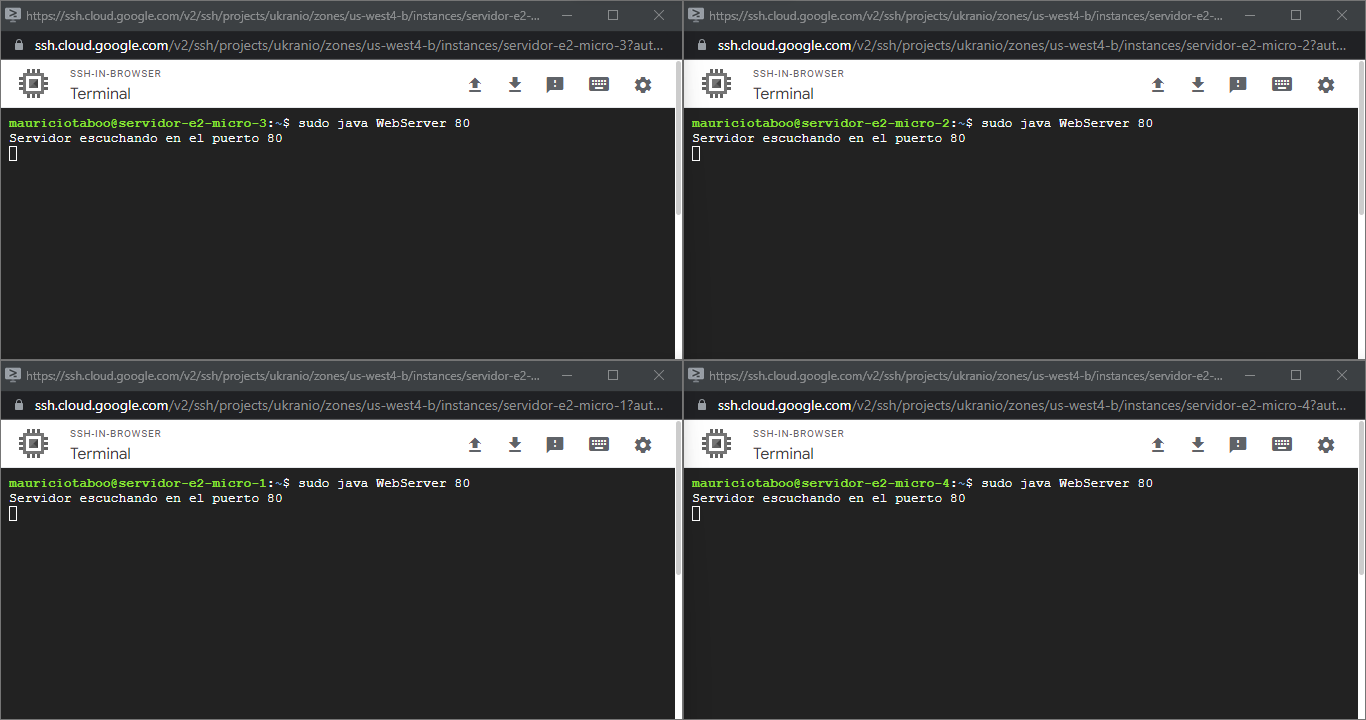 https://ssh.cloud.google.com/v2/ssh/projects/ukranio/zones/us-west4-b/instances/servidor-e2-...
ssh.cloud.google.com/v2/ssh/projects/ukranio/zones/us-west4-b/instances/servidor-e2-micro-3?aut...
SSH-IN-BROWSER
Terminal
mauriciotaboo@servidor-e2-micro-3:~$ sudo java WebServer 80
Servidor escuchando en el puerto 80
https://ssh.cloud.google.com/v2/ssh/projects/ukranio/zones/us-west4-b/instances/servidor-e2-...
ssh.cloud.google.com/v2/ssh/projects/ukranio/zones/us-west4-b/instances/servidor-e2-micro-2?aut...
SSH-IN-BROWSER
Terminal
mauriciotaboo@servidor-e2-micro-2:~$ sudo java WebServer 80
Servidor escuchando en el puerto 80
https://ssh.cloud.google.com/v2/ssh/projects/ukranio/zones/us-west4-b/instances/servidor-e2-...
ssh.cloud.google.com/v2/ssh/projects/ukranio/zones/us-west4-b/instances/servidor-e2-micro-1?aut...
SSH-IN-BROWSER
Terminal
mauriciotaboo@servidor-e2-micro-1:~$ sudo java WebServer 80
Servidor escuchando en el puerto 80
https://ssh.cloud.google.com/v2/ssh/projects/ukranio/zones/us-west4-b/instances/servidor-e2-...
ssh.cloud.google.com/v2/ssh/projects/ukranio/zones/us-west4-b/instances/servidor-e2-micro-4?aut...
SSH-IN-BROWSER
Terminal
mauriciotaboo@servidor-e2-micro-4:~$ sudo java WebServer 80
Servidor escuchando en el puerto 80